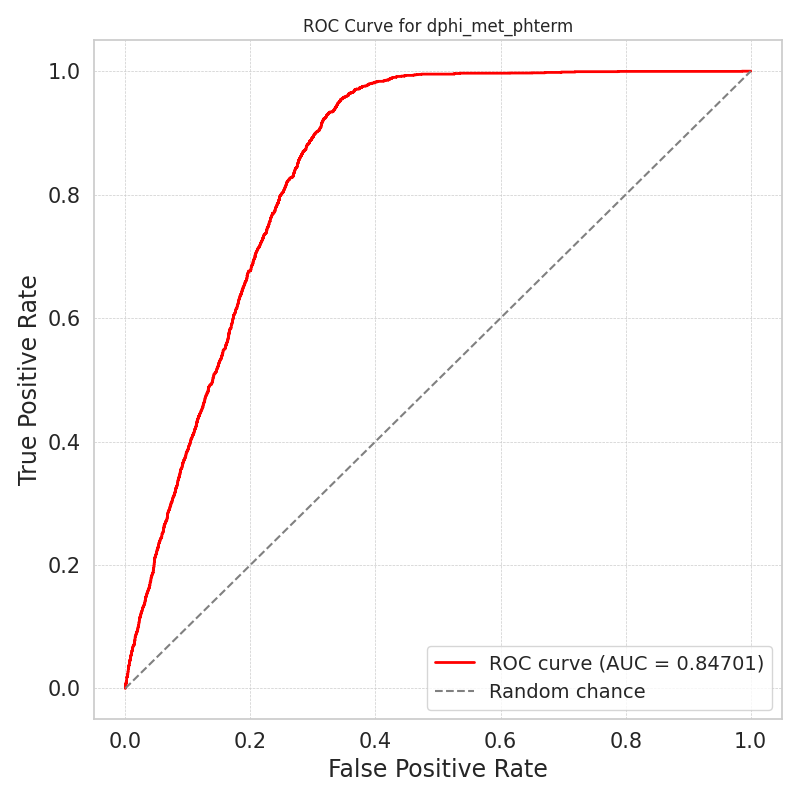 ROC Curve for dphi_met_phterm
True Positive Rate
1.0
0.8
0.6
0.4
0.2
0.0
0.0 0.2 0.4 0.6 0.8 1.0
False Positive Rate
ROC curve (AUC = 0.84701)
Random chance